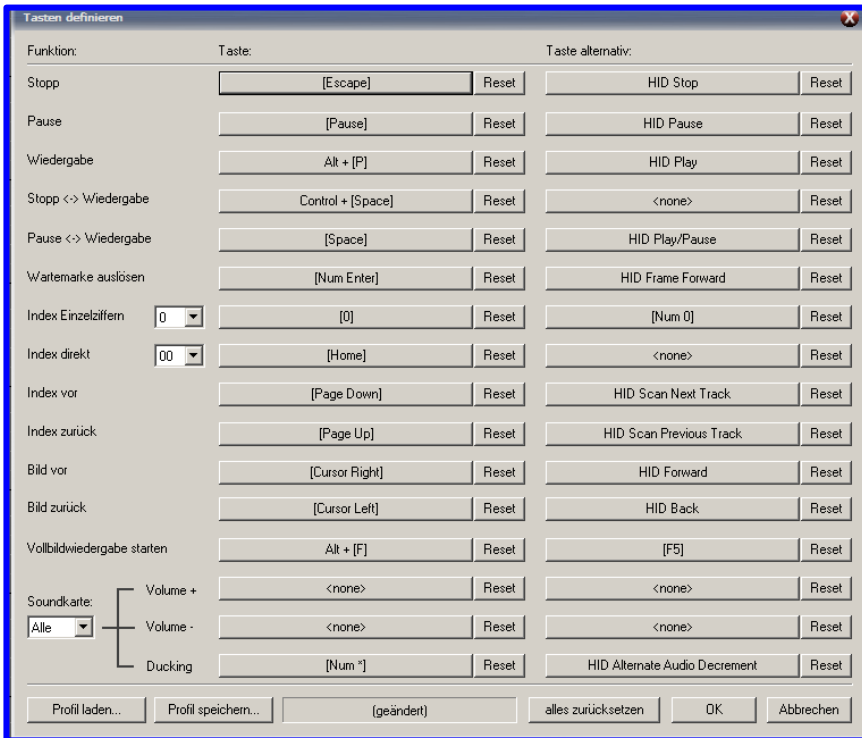 Tasten definieren
Funktion: Taste: Taste alternativ:
Stopp [Escape] Reset HID Stop Reset
Pause [Pause] Reset HID Pause Reset
Wiedergabe Alt + [P] Reset HID Play Reset
Stopp <-> Wiedergabe Control + [Space] Reset <none> Reset
Pause <-> Wiedergabe [Space] Reset HID Play/Pause Reset
Wartemarke auslösen [Num Enter] Reset HID Frame Forward Reset
Index Einzelziffern 0 [0] Reset [Num 0] Reset
Index direkt 00 [Home] Reset <none> Reset
Index vor [Page Down] Reset HID Scan Next Track Reset
Index zurück [Page Up] Reset HID Scan Previous Track Reset
Bild vor [Cursor Right] Reset HID Forward Reset
Bild zurück [Cursor Left] Reset HID Back Reset
Vollbildwiedergabe starten Alt + [F] Reset [F5] Reset
Volume + <none> Reset <none> Reset
Soundkarte:
Alle Volume - <none> Reset <none> Reset
Ducking [Num *] Reset HID Alternate Audio Decrement Reset
Profil laden... Profil speichern... (geändert) alles zurücksetzen OK Abbrechen